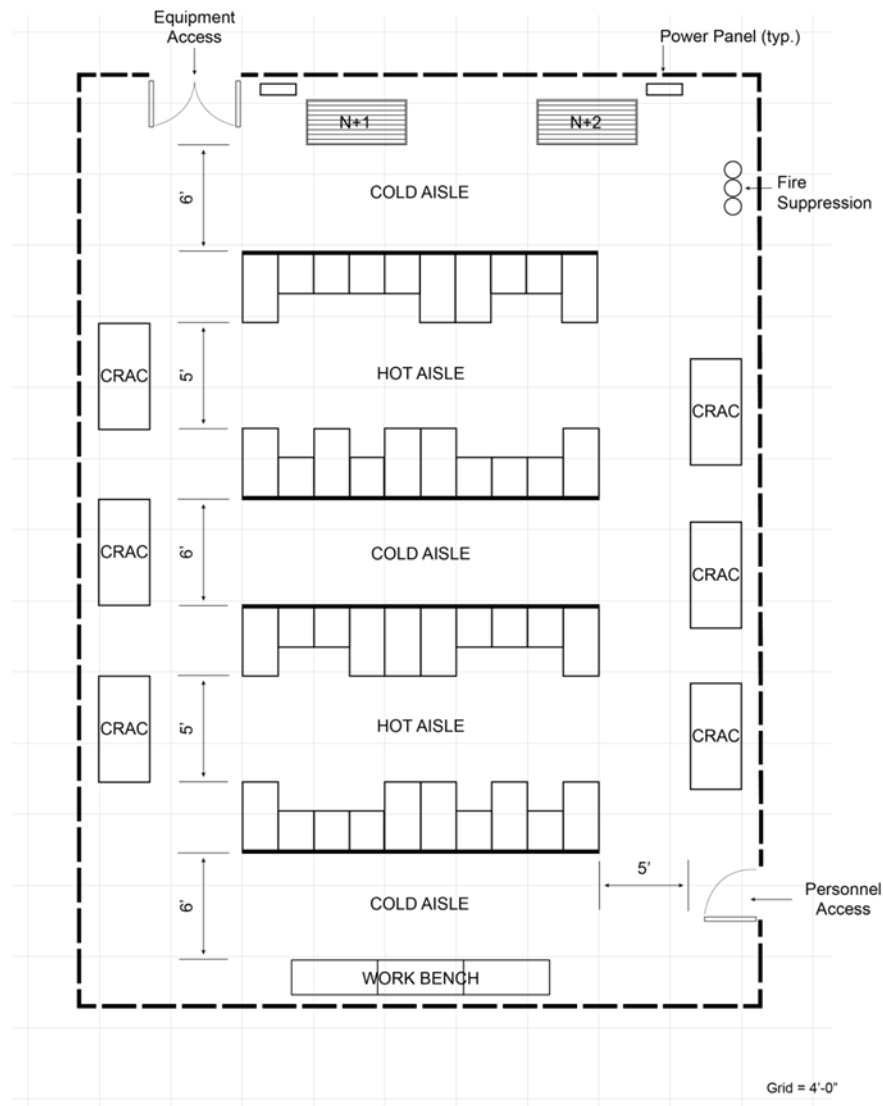 Equipment
Access
Power Panel (typ.)
N+1
N+2
Fire
Suppression
6'
COLD AISLE
CRAC
5'
HOT AISLE
CRAC
CRAC
6'
COLD AISLE
CRAC
CRAC
5'
HOT AISLE
CRAC
5'
Personnel
Access
6'
COLD AISLE
WORK BENCH
Grid = 4'-0"